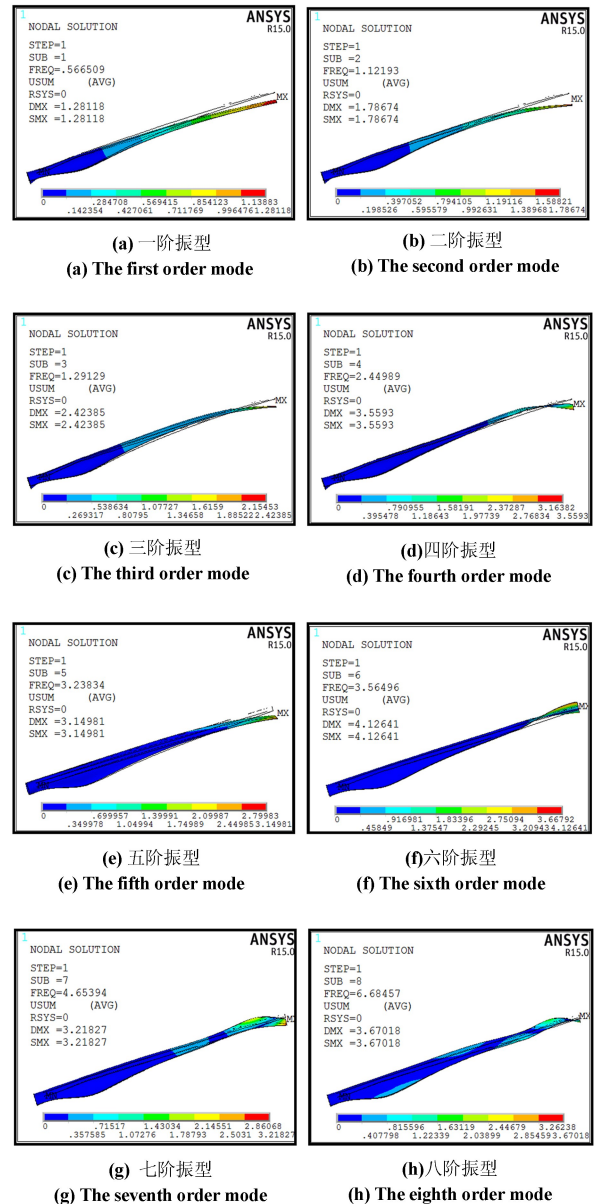 1
ANSYS
R15.0
NODAL SOLUTION
STEP=1
SUB =1
FREQ=.566509
USUM (AVG)
RSYS=0
DMX =1.28118
SMX =1.28118
MX
0 .284708 .569415 .854123 1.13883
.142354 .427061 .711769 .9964761.28118
(a) 一阶振型
(a) The first order mode
1
ANSYS
R15.0
NODAL SOLUTION
STEP=1
SUB =2
FREQ=1.12193
USUM (AVG)
RSYS=0
DMX =1.78674
SMX =1.78674
MX
0 .397052 .794105 1.19116 1.58821
.198526 .595579 .992631 1.389681.78674
(b) 二阶振型
(b) The second order mode
1
ANSYS
R15.0
NODAL SOLUTION
STEP=1
SUB =3
FREQ=1.29129
USUM (AVG)
RSYS=0
DMX =2.42385
SMX =2.42385
MX
0 .538634 1.07727 1.6159 2.15453
.269317 .80795 1.34658 1.885222.42385
(c) 三阶振型
(c) The third order mode
1
ANSYS
R15.0
NODAL SOLUTION
STEP=1
SUB =4
FREQ=2.44989
USUM (AVG)
RSYS=0
DMX =3.5593
SMX =3.5593
MX
0 .790955 1.58191 2.37287 3.16382
.395478 1.18643 1.97739 2.76834 3.5593
(d)四阶振型
(d) The fourth order mode
1
ANSYS
R15.0
NODAL SOLUTION
STEP=1
SUB =5
FREQ=3.23834
USUM (AVG)
RSYS=0
DMX =3.14981
SMX =3.14981
MX
0 .699957 1.39991 2.09987 2.79983
.349978 1.04994 1.74989 2.449853.14981
(e) 五阶振型
(e) The fifth order mode
1
ANSYS
R15.0
NODAL SOLUTION
STEP=1
SUB =6
FREQ=3.56496
USUM (AVG)
RSYS=0
DMX =4.12641
SMX =4.12641
MX
0 .916981 1.83396 2.75094 3.66792
.45849 1.37547 2.29245 3.209434.12641
(f)六阶振型
(f) The sixth order mode
1
ANSYS
R15.0
NODAL SOLUTION
STEP=1
SUB =7
FREQ=4.65394
USUM (AVG)
RSYS=0
DMX =3.21827
SMX =3.21827
MX
0 .71517 1.43034 2.14551 2.86068
.357585 1.07276 1.78793 2.5031 3.21827
(g) 七阶振型
(g) The seventh order mode
1
ANSYS
R15.0
NODAL SOLUTION
STEP=1
SUB =8
FREQ=6.68457
USUM (AVG)
RSYS=0
DMX =3.67018
SMX =3.67018
MX
0 .815596 1.63119 2.44679 3.26238
.407798 1.22339 2.03899 2.854593.67018
(h)八阶振型
(h) The eighth order mode